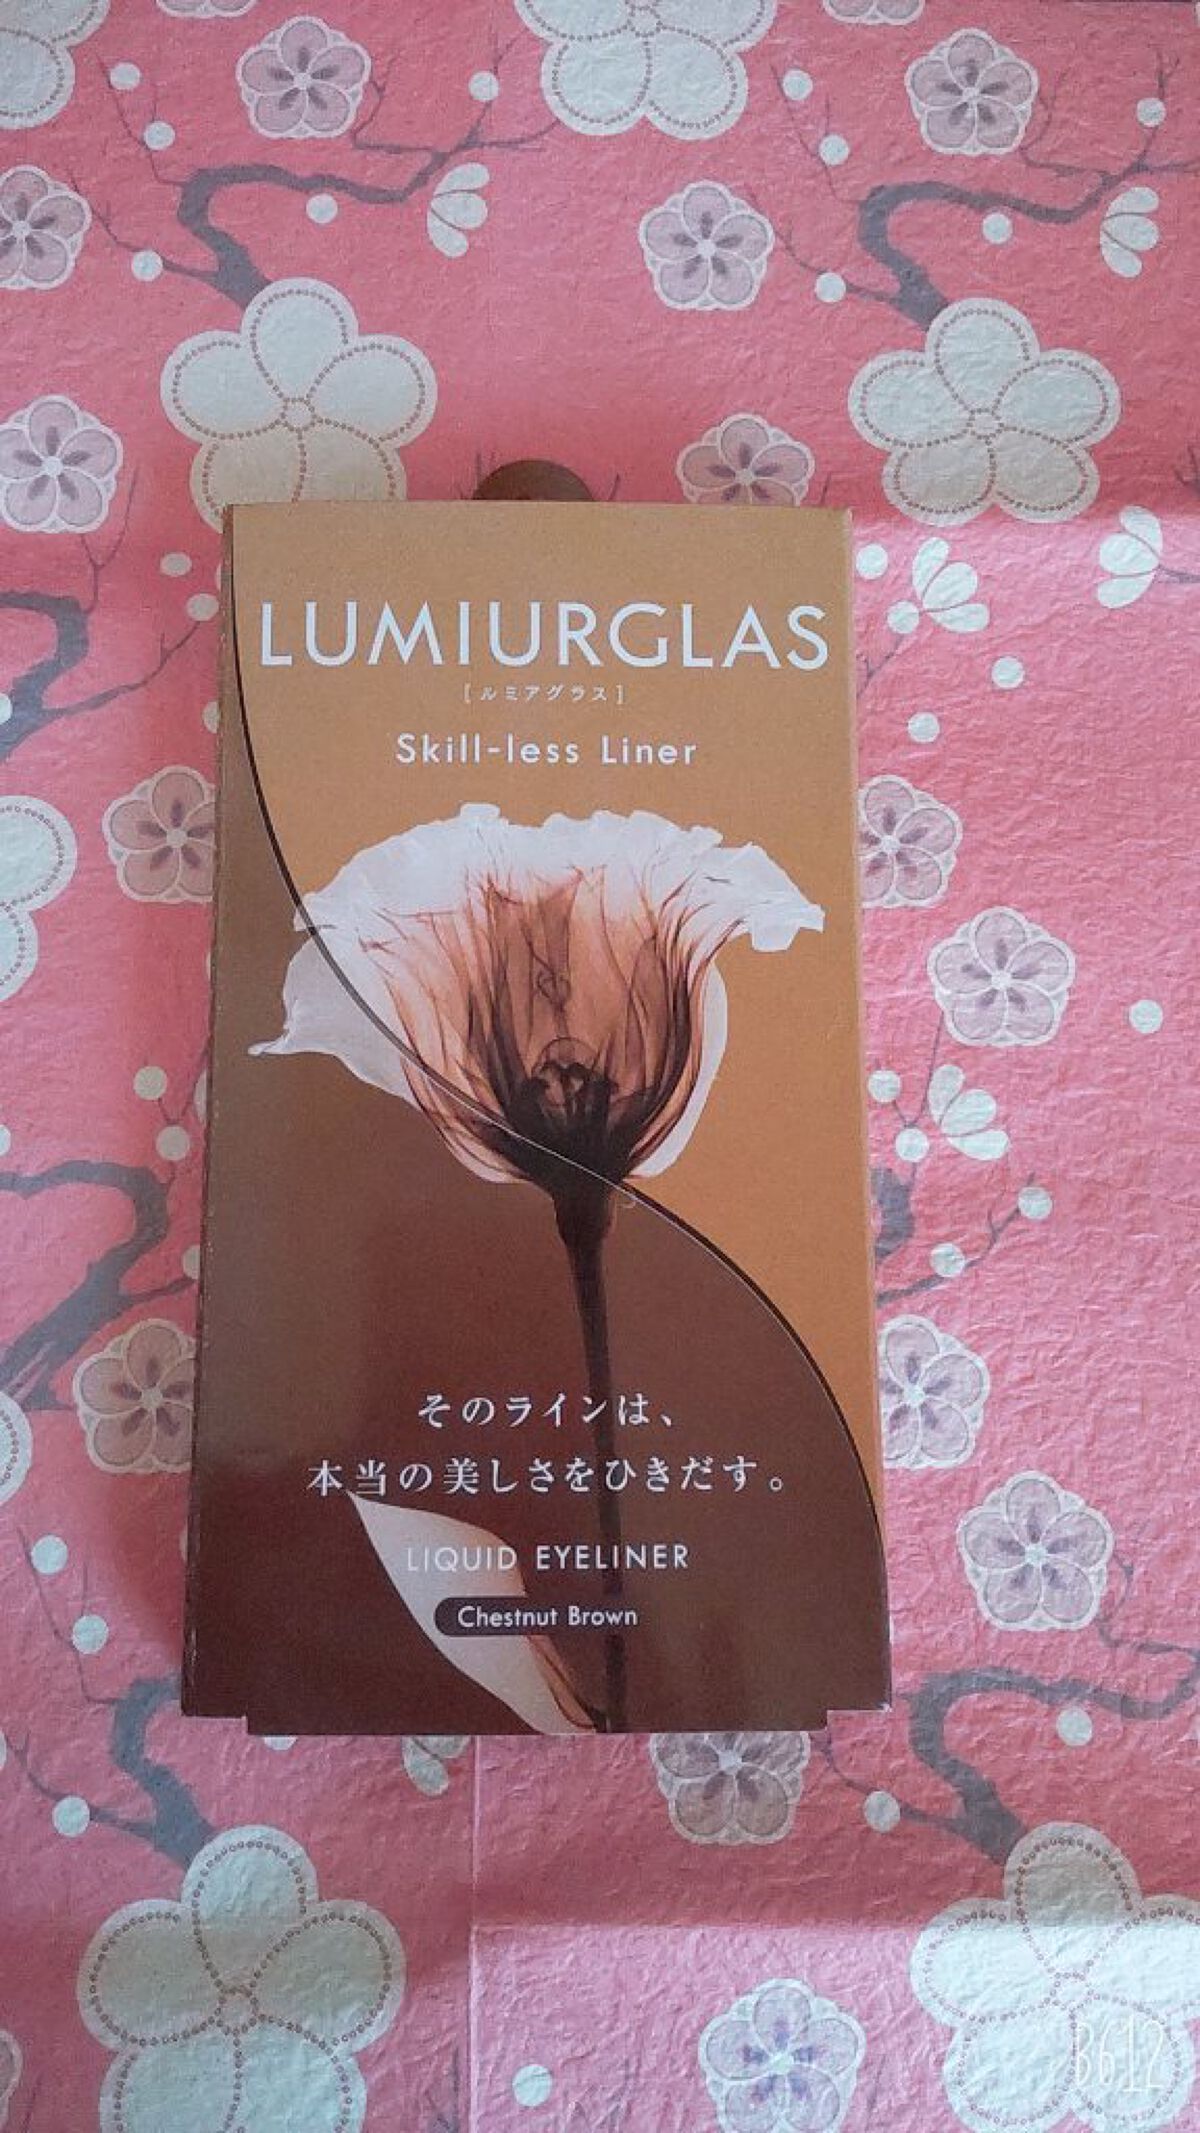 LUMIURGLAS
[ルミアグラス]
Skill-less Liner
そのラインは、
本当の美しさをひきだす。
LIQUID EYELINER
Chestnut Brown
B612